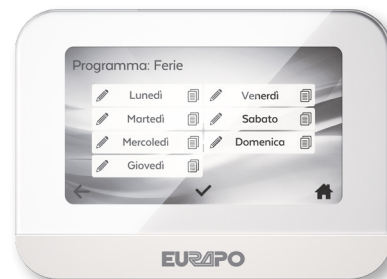 Programma: Ferie
Lunedì
Martedì
Mercoledì
Giovedì
Venerdì
Sabato
Domenica
EURAPO